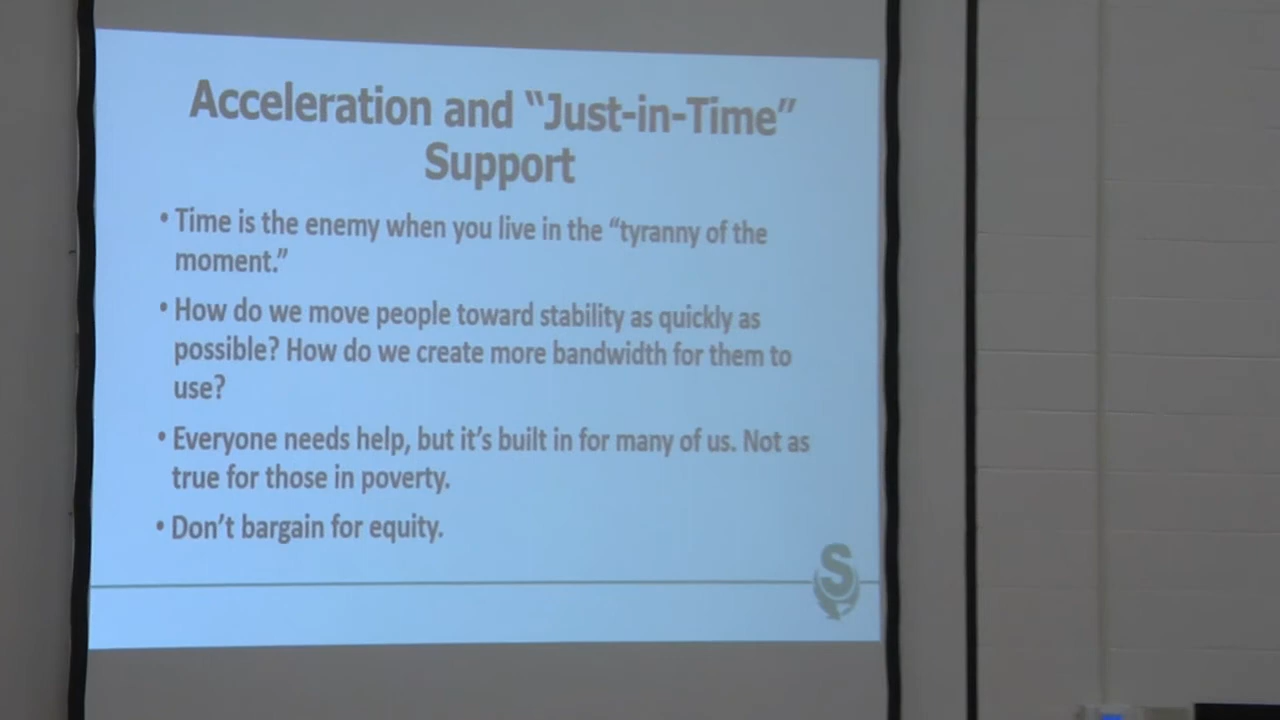 Acceleration and “Just-in-Time”
Support
• Time is the enemy when you live in the “tyranny of the
moment.”
• How do we move people toward stability as quickly as
possible? How do we create more bandwidth for them to
use?
• Everyone needs help, but it’s built in for many of us. Not as
true for those in poverty.
• Don’t bargain for equity.
S